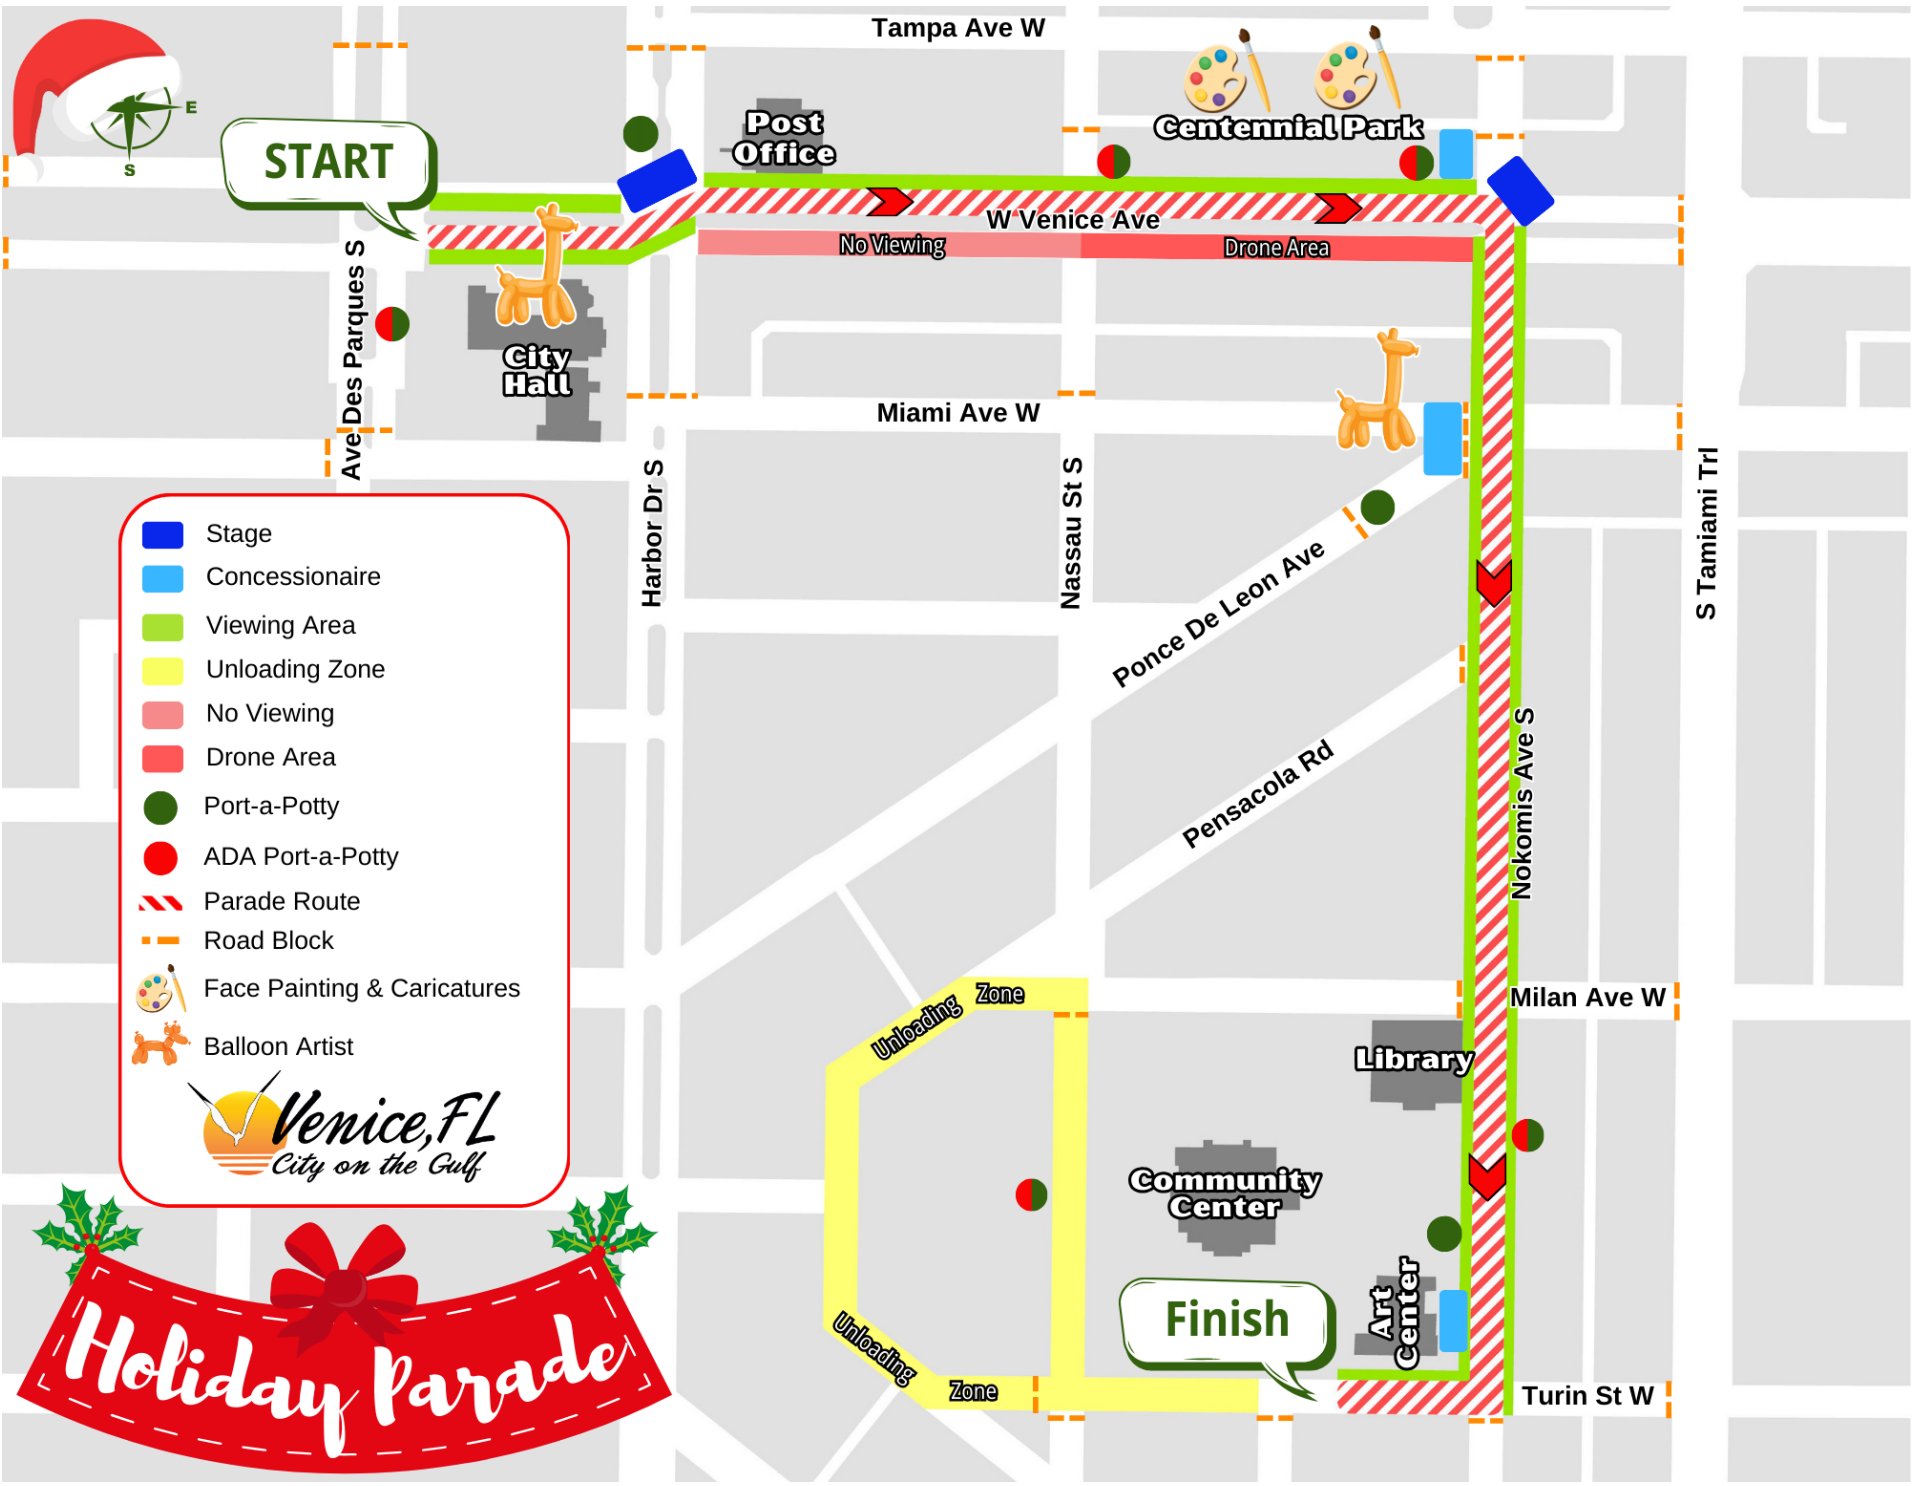 Tampa Ave W
E
S
START
Post
Office
Centennial Park
W Venice Ave
No Viewing
Drone Area
Ave Des Parques S
City
Hall
Miami Ave W
Harbor Dr S
Nassau St S
S Tamiami Trl
Ponce De Leon Ave
Pensacola Rd
Nokomis Ave S
Stage
Concessionaire
Viewing Area
Unloading Zone
No Viewing
Drone Area
Port-a-Potty
ADA Port-a-Potty
Parade Route
Road Block
Face Painting & Caricatures
Balloon Artist
Venice, FL
City on the Gulf
Unloading Zone
Milan Ave W
Library
Community
Center
Art
Center
Finish
Unloading Zone
Turin St W
Holiday Parade